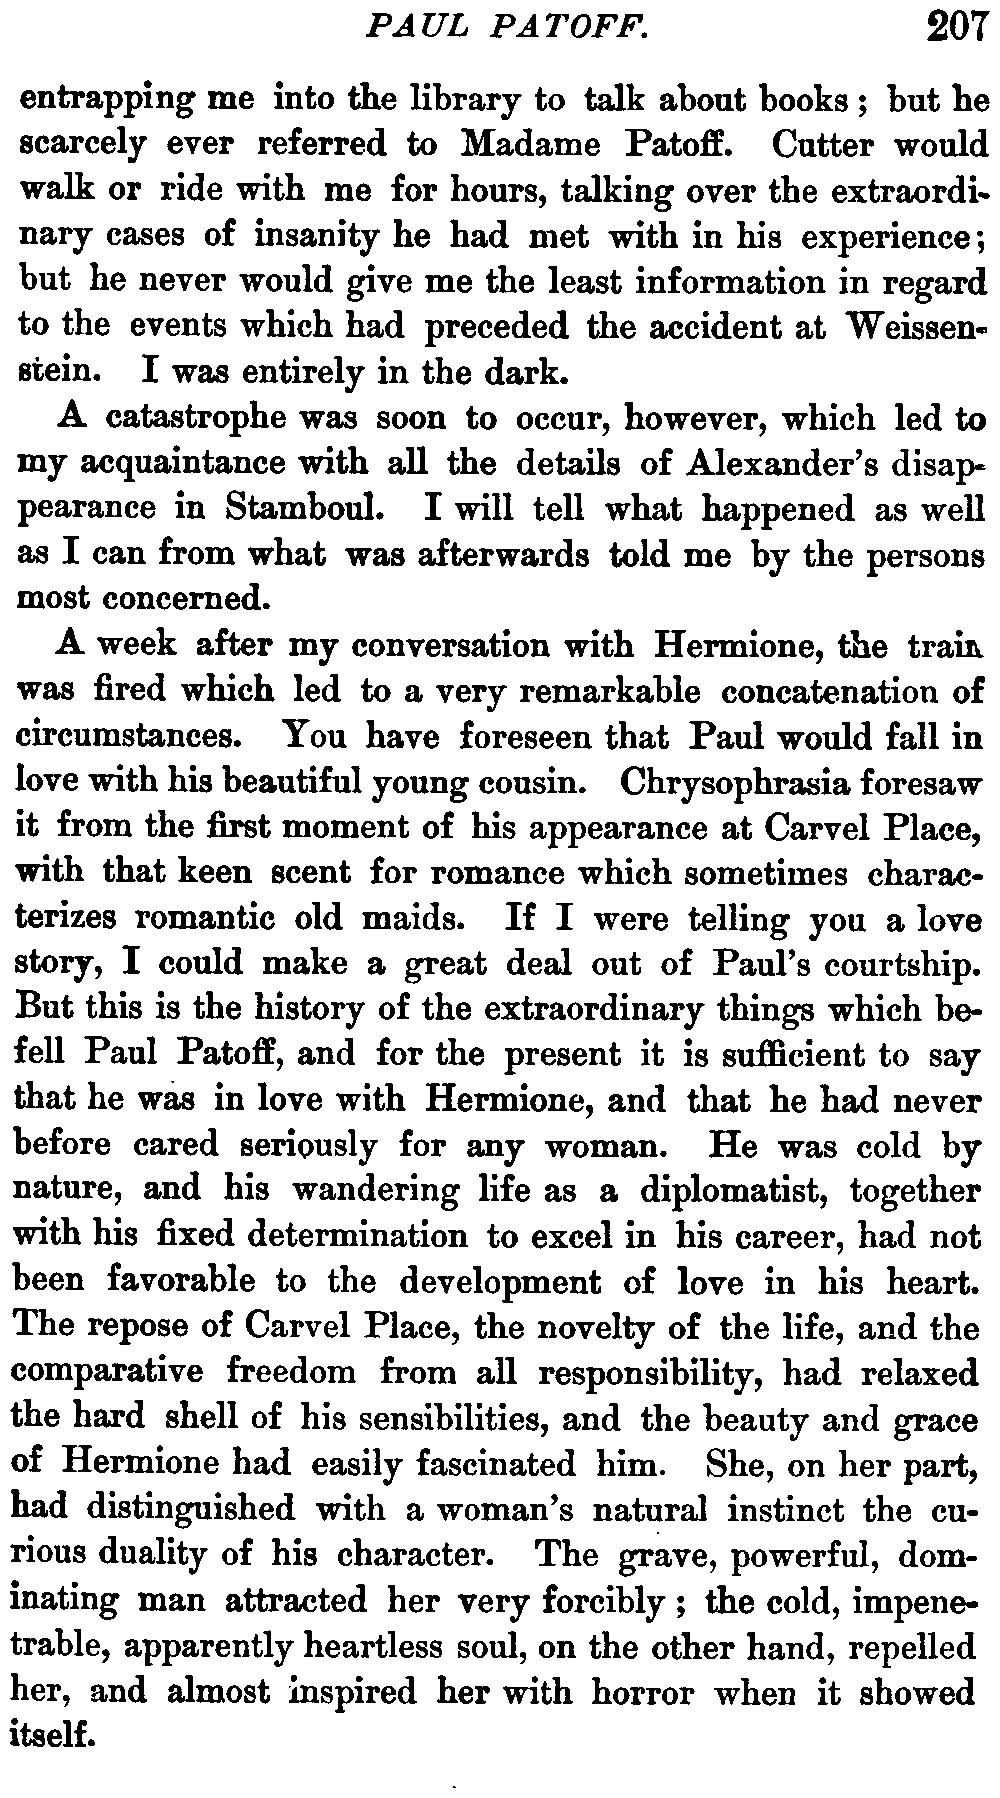 PAUL PATOFF. 207
entrapping me into the library to talk about books; but he
scarcely ever referred to Madame Patoff. Cutter would
walk or ride with me for hours, talking over the extraordi-
nary cases of insanity he had met with in his experience;
but he never would give me the least information in regard
to the events which had preceded the accident at Weissen-
stein. I was entirely in the dark.
A catastrophe was soon to occur, however, which led to
my acquaintance with all the details of Alexander's disap-
pearance in Stamboul. I will tell what happened as well
as I can from what was afterwards told me by the persons
most concerned.
A week after my conversation with Hermione, the train
was fired which led to a very remarkable concatenation of
circumstances. You have foreseen that Paul would fall in
love with his beautiful young cousin. Chrysophrasia foresaw
it from the first moment of his appearance at Carvel Place,
with that keen scent for romance which sometimes charac-
terizes romantic old maids. If I were telling you a love
story, I could make a great deal out of Paul's courtship.
But this is the history of the extraordinary things which be-
fell Paul Patoff, and for the present it is sufficient to say
that he was in love with Hermione, and that he had never
before cared seriously for any woman. He was cold by
nature, and his wandering life as a diplomatist, together
with his fixed determination to excel in his career, had not
been favorable to the development of love in his heart.
The repose of Carvel Place, the novelty of the life, and the
comparative freedom from all responsibility, had relaxed
the hard shell of his sensibilities, and the beauty and grace
of Hermione had easily fascinated him. She, on her part,
had distinguished with a woman's natural instinct the cu-
rious duality of his character. The grave, powerful, dom-
inating man attracted her very forcibly; the cold, impene-
trable, apparently heartless soul, on the other hand, repelled
her, and almost inspired her with horror when it showed
itself.